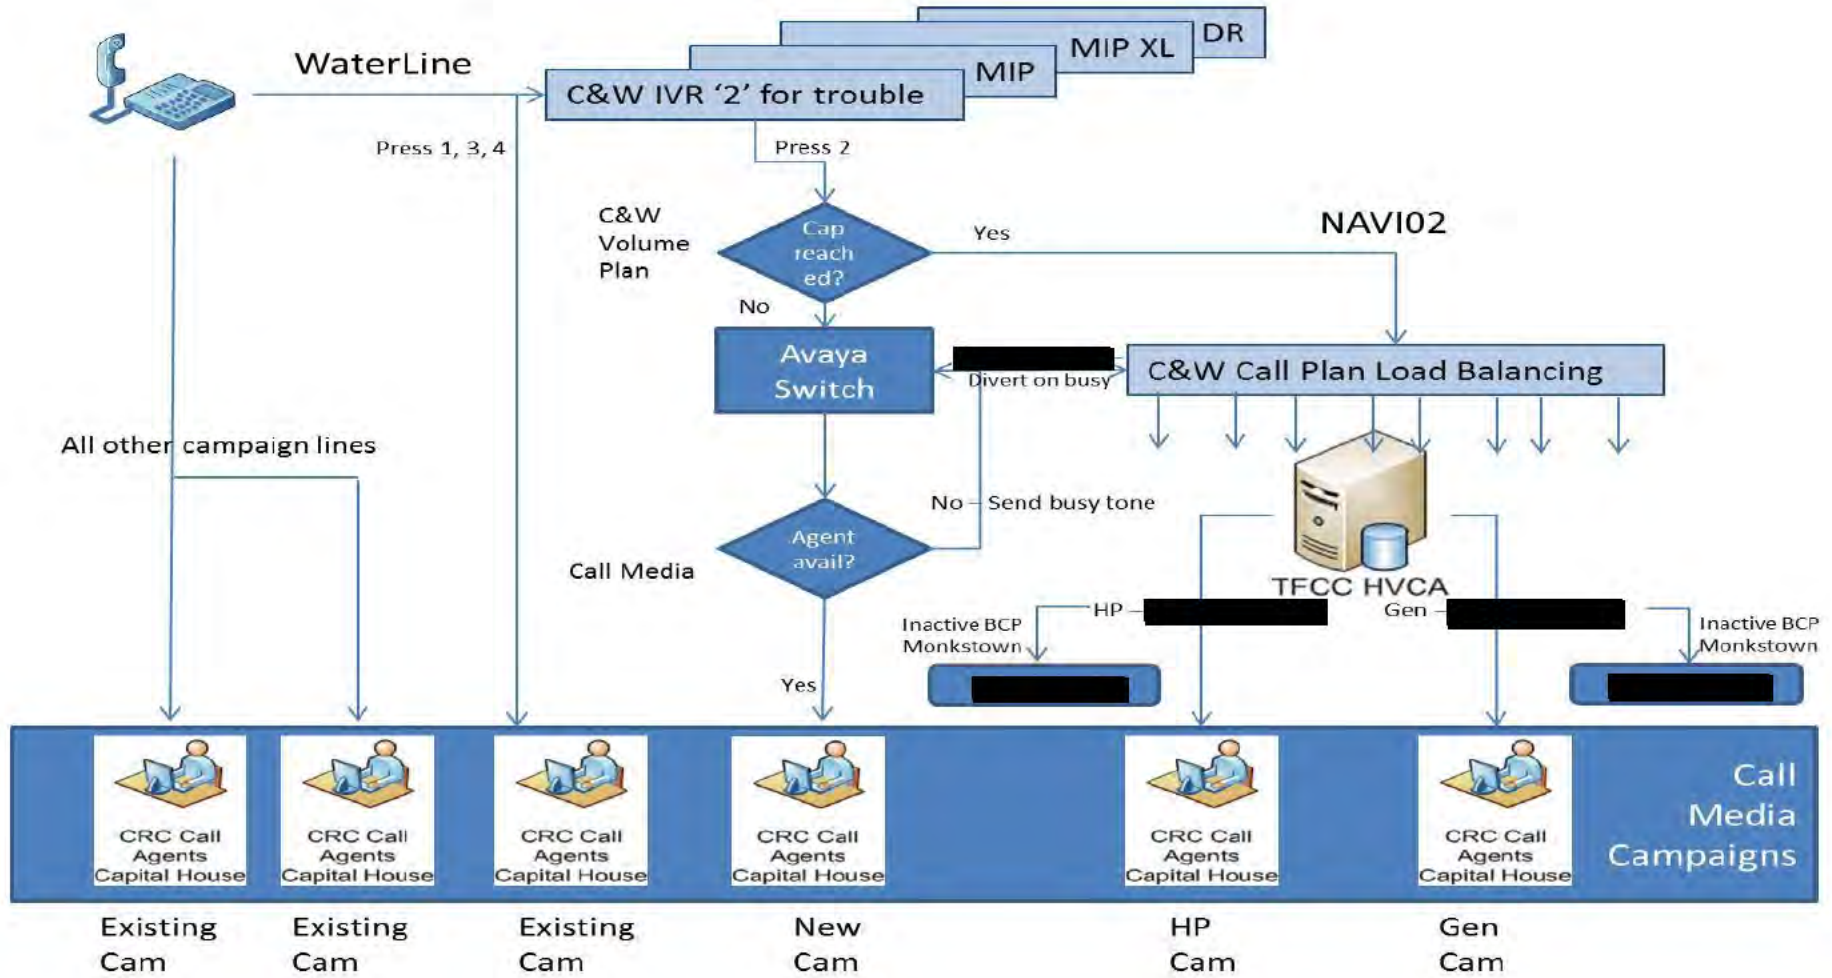 DR
MIP XL
MIP
WaterLine
C&W IVR ‘2’ for trouble
Press 1, 3, 4
Press 2
C&W
Volume
Plan
Cap
reach
ed?
Yes
NAVI02
No
Avaya
Switch
Divert on busy
C&W Call Plan Load Balancing
All other campaign lines
No – Send busy tone
Agent
avail?
Call Media
TFCC HVCA
HP –
Gen –
Inactive BCP
Monkstown
Inactive BCP
Monkstown
Yes
CRC Call
Agents
Capital House
CRC Call
Agents
Capital House
CRC Call
Agents
Capital House
CRC Call
Agents
Capital House
CRC Call
Agents
Capital House
CRC Call
Agents
Capital House
Call
Media
Campaigns
Existing
Cam
Existing
Cam
Existing
Cam
New
Cam
HP
Cam
Gen
Cam